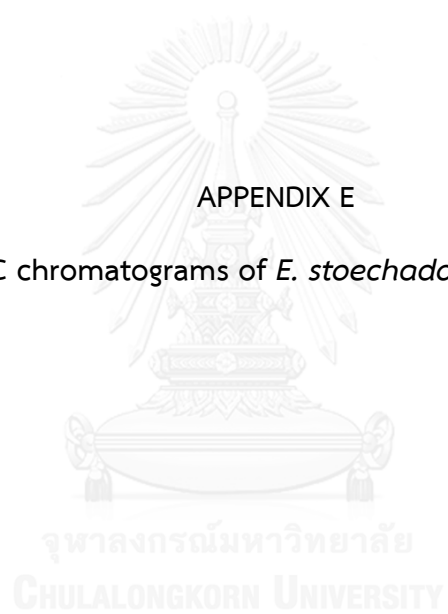 APPENDIX E
C chromatograms of E.
จุฬาลงกรณ์มหาวิทยาลัย
CHULALONGKORN UNIVERSITY